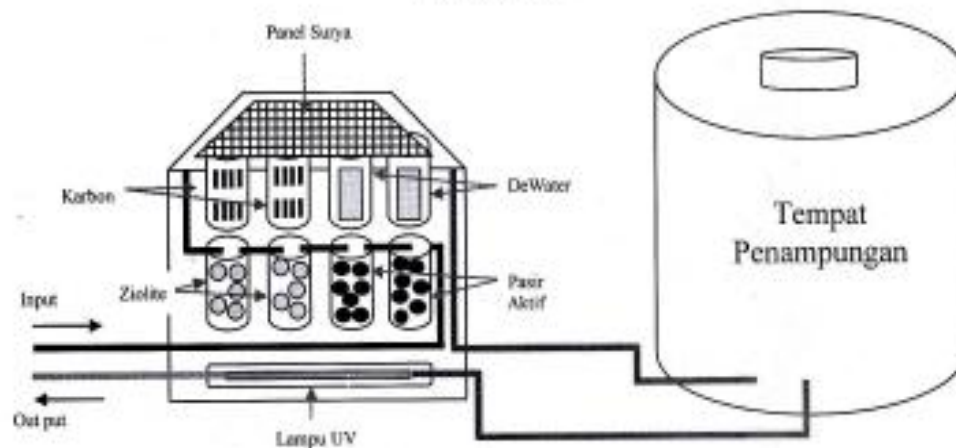 Panel Surya
Karbon
DeWater
Tempat
Penampungan
Ziolite
Pasir
Aktif
Input
Out put
Lampu UV